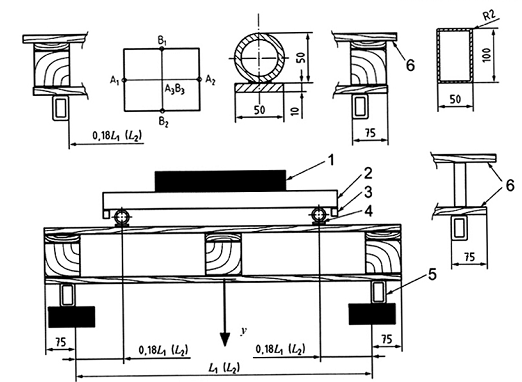 B₁
A₁
A₂
A₃B₃
B₂
0,18L₁ (L₂)
50
50
10
6
75
R2
100
50
6
75
1
2
3
4
5
y
75
0,18L₁ (L₂)
0,18L₁ (L₂)
75
L₁ (L₂)